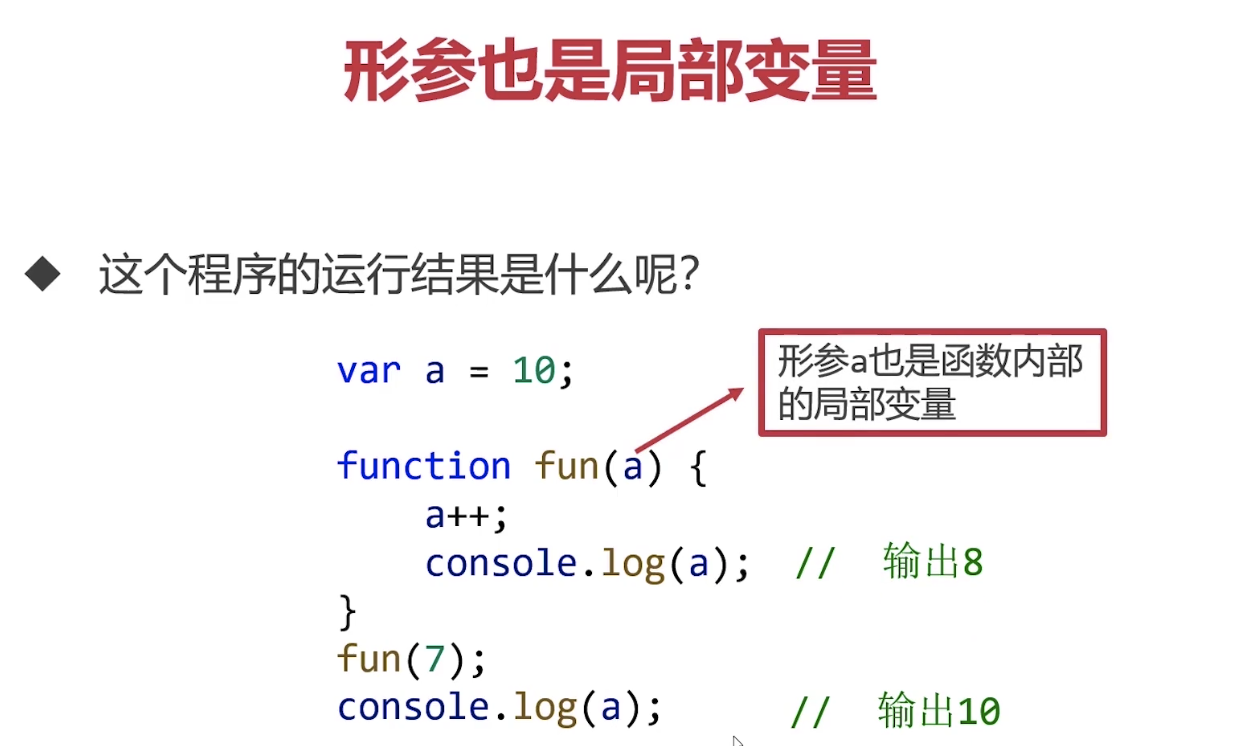 形参也是局部变量
◆ 这个程序的运行结果是什么呢?
var a = 10;
形参a也是函数内部
的局部变量
function fun(a) {
    a++;
    console.log(a);  //  输出8
}
fun(7);
console.log(a);      //  输出10